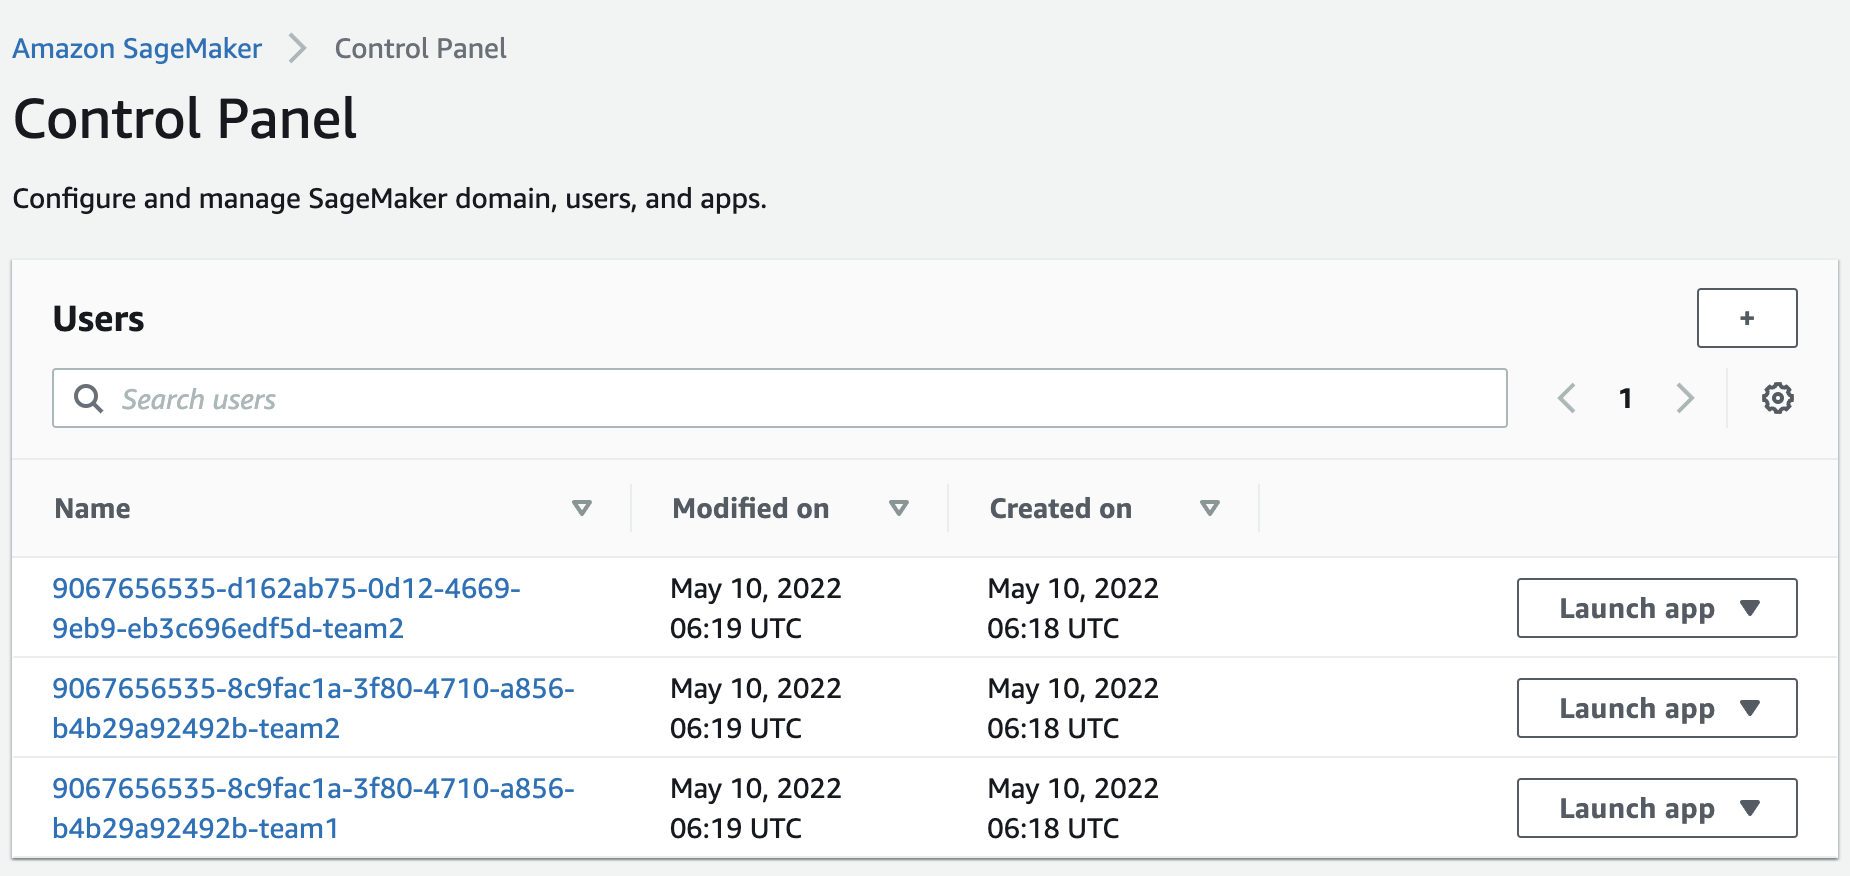 Amazon SageMaker > Control Panel
Control Panel
Configure and manage SageMaker domain, users, and apps.
Users
+
Search users
1
Name Modified on Created on
9067656535-d162ab75-0d12-4669- May 10, 2022 May 10, 2022
9eb9-eb3c696edf5d-team2 06:19 UTC 06:18 UTC
Launch app
9067656535-8c9fac1a-3f80-4710-a856- May 10, 2022 May 10, 2022
b4b29a92492b-team2 06:19 UTC 06:18 UTC
Launch app
9067656535-8c9fac1a-3f80-4710-a856- May 10, 2022 May 10, 2022
b4b29a92492b-team1 06:19 UTC 06:18 UTC
Launch app